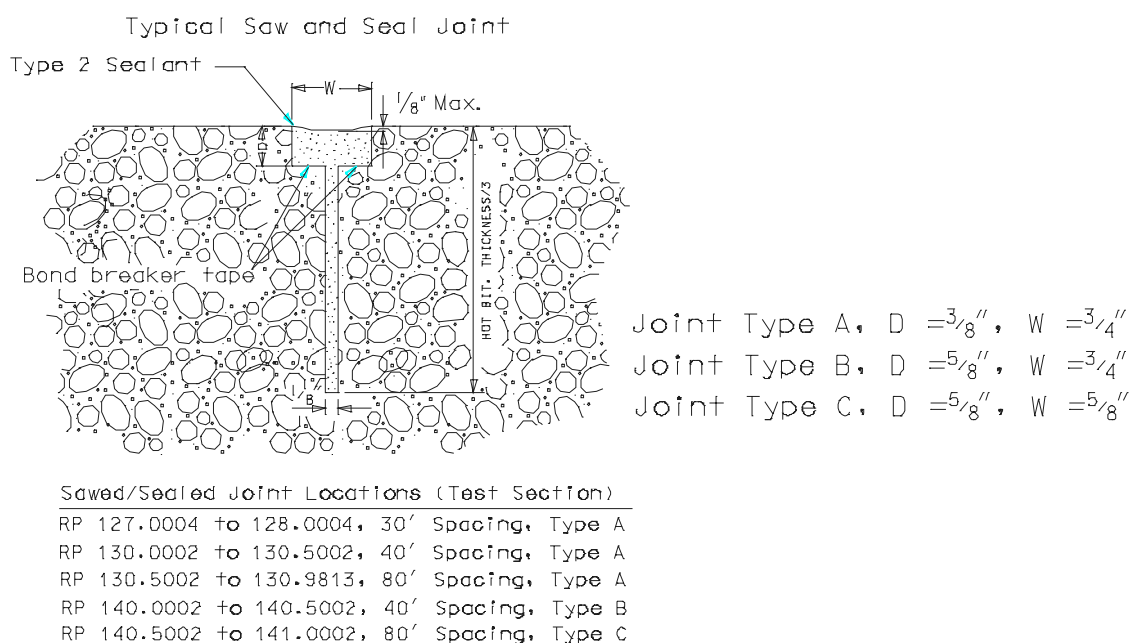 Typical Saw and Seal Joint
Type 2 Sealant
W
1/8" Max.
D
HOT BIT. THICKNESS/3
Bond breaker tape
1/8"
Joint Type A, D =3/8", W =3/4"
Joint Type B, D =5/8", W =3/4"
Joint Type C, D =5/8", W =5/8"
Sawed/Sealed Joint Locations (Test Section)
RP 127.0004 to 128.0004, 30' Spacing, Type A
RP 130.0002 to 130.5002, 40' Spacing, Type A
RP 130.5002 to 130.9813, 80' Spacing, Type A
RP 140.0002 to 140.5002, 40' Spacing, Type B
RP 140.5002 to 141.0002, 80' Spacing, Type C